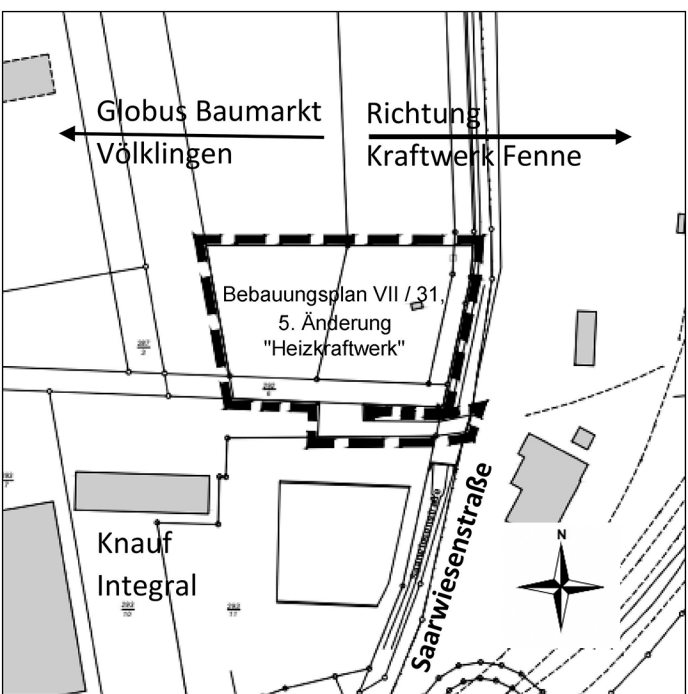 Globus Baumarkt
Völklingen
Richtung
Kraftwerk Fenne
Bebauungsplan VII / 31,
5. Änderung
"Heizkraftwerk"
Knauf
Integral
Saarwiesenstraße
N